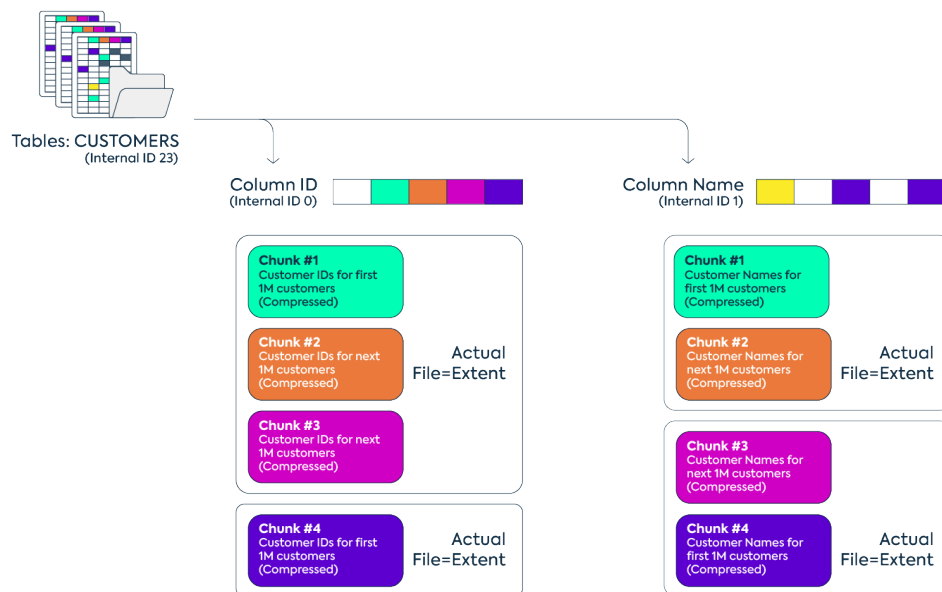 Tables: CUSTOMERS
(Internal ID 23)
Column ID
(Internal ID 0)
Chunk #1
Customer IDs for first
1M customers
(Compressed)
Chunk #2
Customer IDs for next
1M customers
(Compressed)
Chunk #3
Customer IDs for next
1M customers
(Compressed)
Actual
File=Extent
Chunk #4
Customer IDs for first
1M customers
(Compressed)
Actual
File=Extent
Column Name
(Internal ID 1)
Chunk #1
Customer Names for
first 1M customers
(Compressed)
Chunk #2
Customer Names for
next 1M customers
(Compressed)
Actual
File=Extent
Chunk #3
Customer Names for
next 1M customers
(Compressed)
Chunk #4
Customer Names for
first 1M customers
(Compressed)
Actual
File=Extent